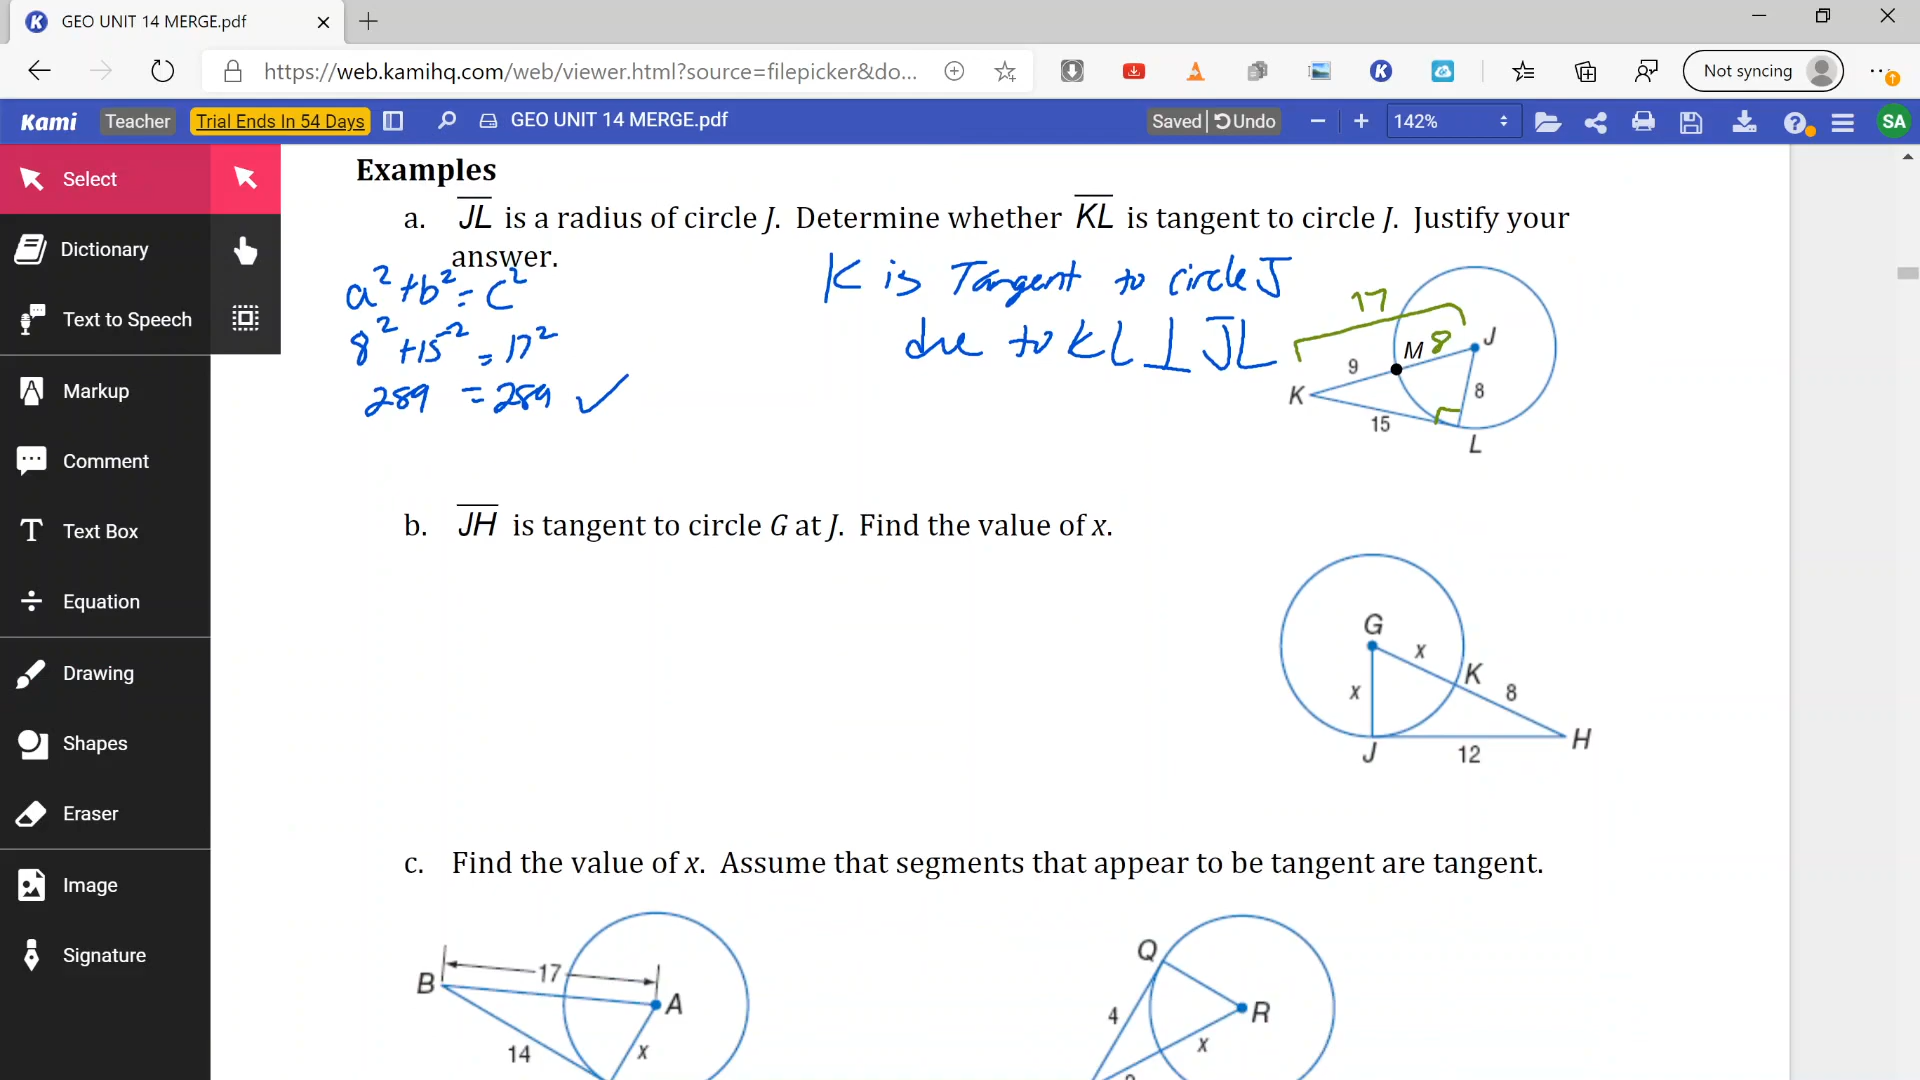 GEO UNIT 14 MERGE.pdf
https://web.kamihq.com/web/viewer.html?source=filepicker&do...
Not syncing
Kami
Teacher
Trial Ends In 54 Days
GEO UNIT 14 MERGE.pdf
Saved
Undo
142%
SA
Select
Dictionary
Text to Speech
Markup
Comment
Text Box
Equation
Drawing
Shapes
Eraser
Image
Signature
Examples
a. JL is a radius of circle J. Determine whether KL is tangent to circle J. Justify your
answer.
a² + b² = c²
8² + 15² = 17²
289 = 289 ✓
K is Tangent to circle J
due to KL ⊥ JL
17
M 8 J
9
K
8
15
L
b. JH is tangent to circle G at J. Find the value of x.
G
x
K
x
8
J
12
H
c. Find the value of x. Assume that segments that appear to be tangent are tangent.
17
B
A
14
x
Q
4
R
x